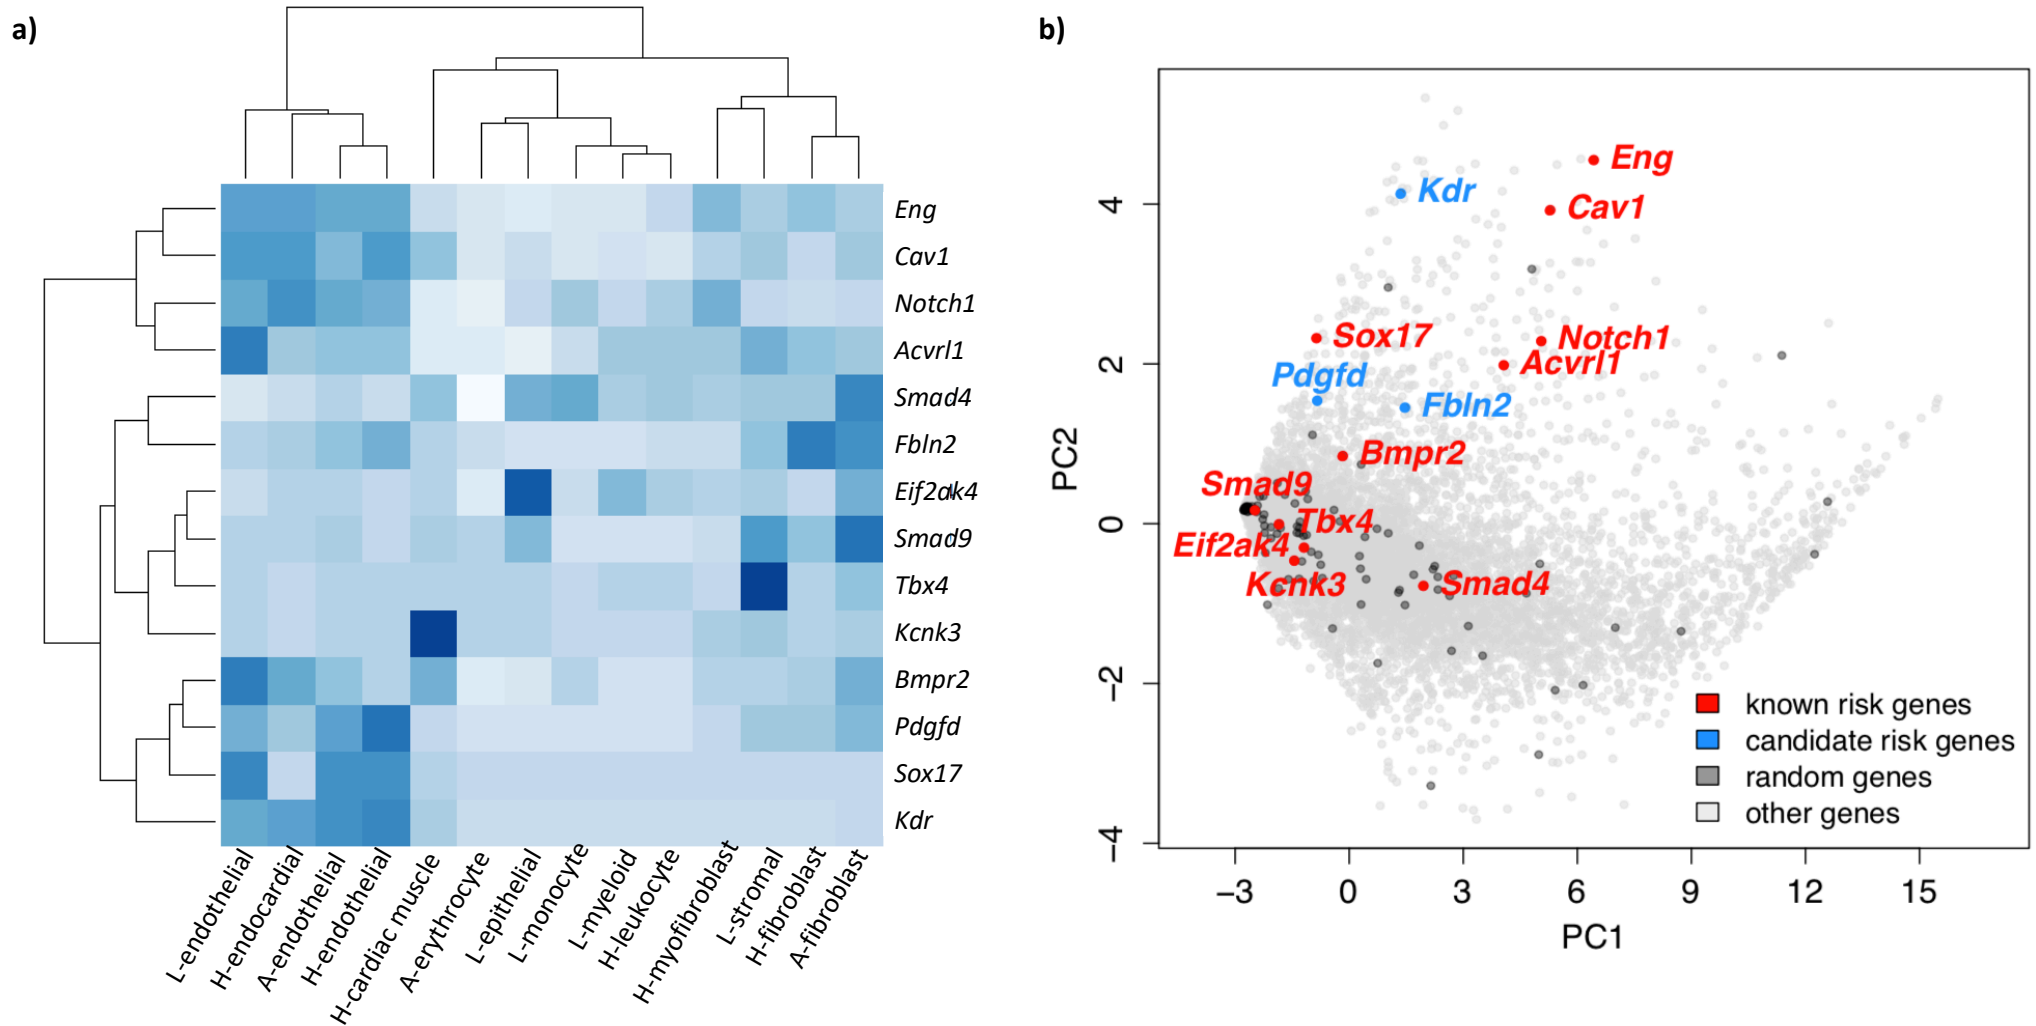 a)
Eng
Cav1
Notch1
Acvrl1
Smad4
Fbln2
Eif2ak4
Smad9
Tbx4
Kcnk3
Bmpr2
Pdgfd
Sox17
Kdr
L-endothelial
H-endocardial
A-endothelial
H-endothelial
H-cardiac muscle
A-erythrocyte
L-epithelial
L-monocyte
L-myeloid
H-leukocyte
H-myofibroblast
L-stromal
H-fibroblast
A-fibroblast
b)
PC2
4
2
0
−2
−4
Eng
Kdr
Cav1
Sox17
Notch1
Acvrl1
Pdgfd
Fbln2
Bmpr2
Smad9
Tbx4
Eif2ak4
Kcnk3
Smad4
known risk genes
candidate risk genes
random genes
other genes
−3
0
3
6
9
12
15
PC1